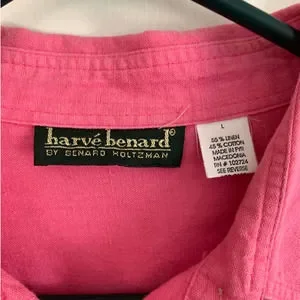 harvé benard®
BY BENARD HOLTZMAN
L
55 % LINEN
45 % COTTON
MADE IN FYR
MACEDONIA
RN # 102724
SEE REVERSE